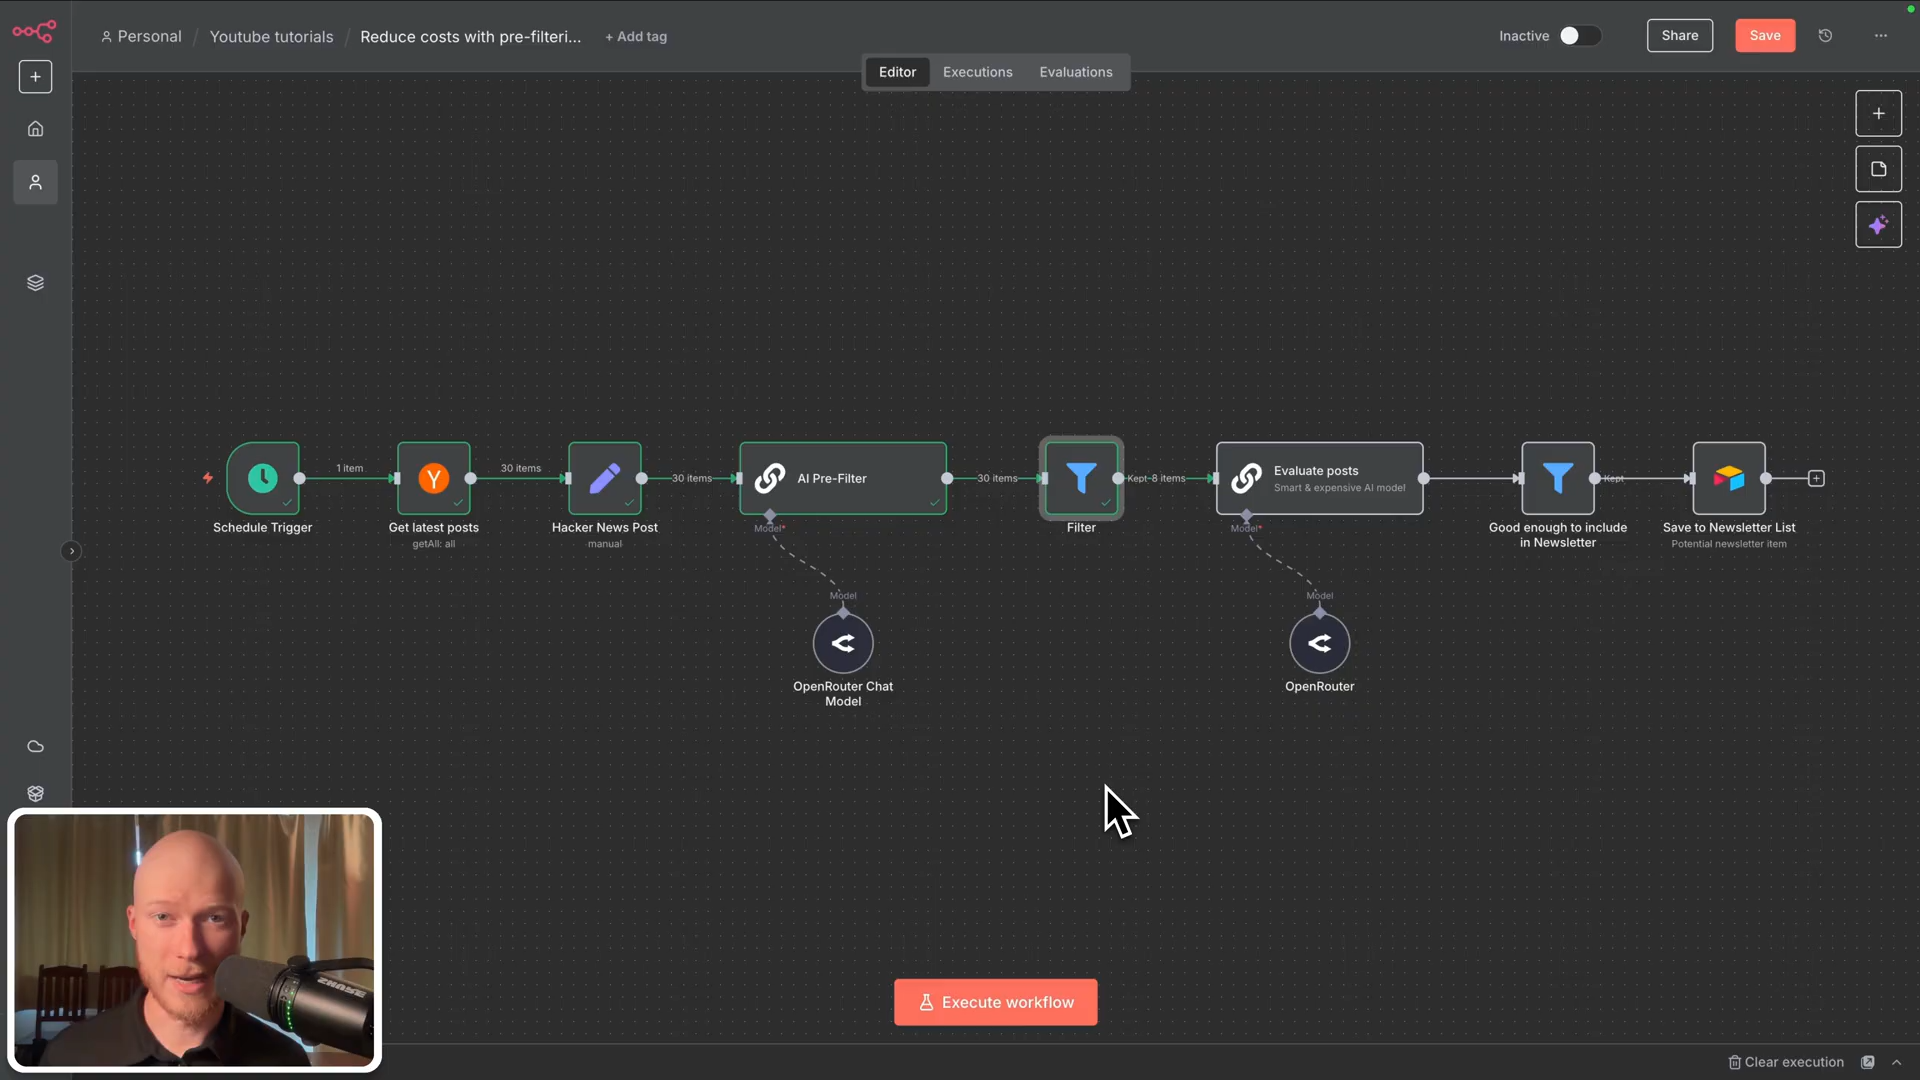 Personal / Youtube tutorials / Reduce costs with pre-filteri... + Add tag
Inactive
Share
Save
Editor Executions Evaluations
1 item
30 items
30 items
30 items
Kept 8 items
Kept
Y
AI Pre-Filter
Evaluate posts
Smart & expensive AI model
Schedule Trigger
Get latest posts
getAll: all
Hacker News Post
manual
Model*
Filter
Model*
Good enough to include
in Newsletter
Save to Newsletter List
Potential newsletter item
Model
Model
OpenRouter Chat
Model
OpenRouter
Execute workflow
Clear execution